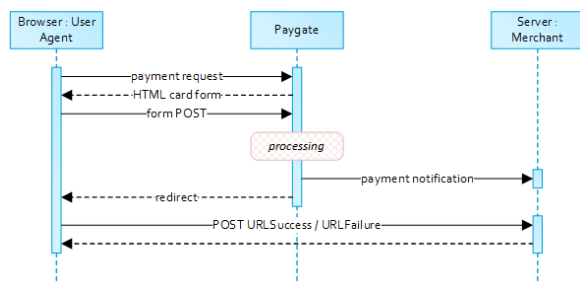 Browser : User
Agent
Paygate
Server :
Merchant
payment request
HTML card form
form POST
processing
payment notification
redirect
POST URLSuccess / URLFailure